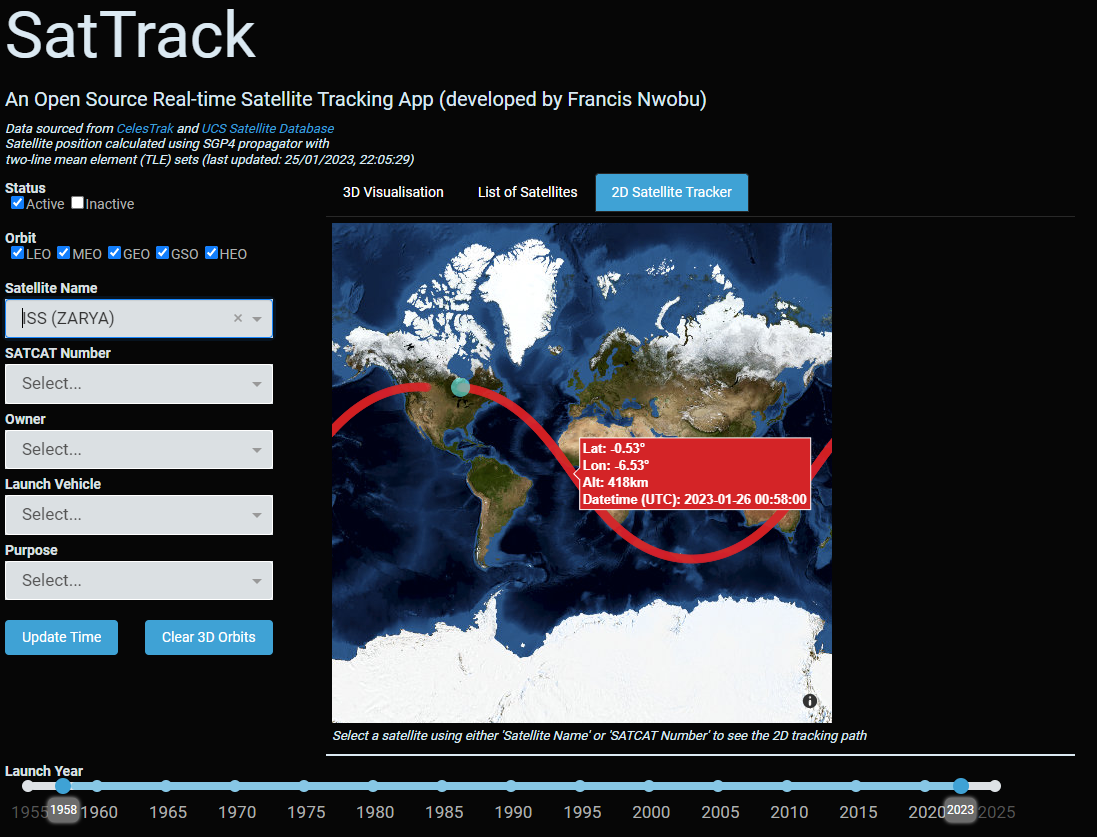 SatTrack
An Open Source Real-time Satellite Tracking App (developed by Francis Nwobu)
Data sourced from CelesTrak and UCS Satellite Database
Satellite position calculated using SGP4 propagator with
two-line mean element (TLE) sets (last updated: 25/01/2023, 22:05:29)
Status
Active Inactive
Orbit
LEO MEO GEO GSO HEO
Satellite Name
ISS (ZARYA)
SATCAT Number
Select...
Owner
Select...
Launch Vehicle
Select...
Purpose
Select...
Update Time Clear 3D Orbits
3D Visualisation List of Satellites 2D Satellite Tracker
Lat: -0.53°
Lon: -6.53°
Alt: 418km
Datetime (UTC): 2023-01-26 00:58:00
Select a satellite using either 'Satellite Name' or 'SATCAT Number' to see the 2D tracking path
Launch Year
1955 1958 1960 1965 1970 1975 1980 1985 1990 1995 2000 2005 2010 2015 2020 2023 2025